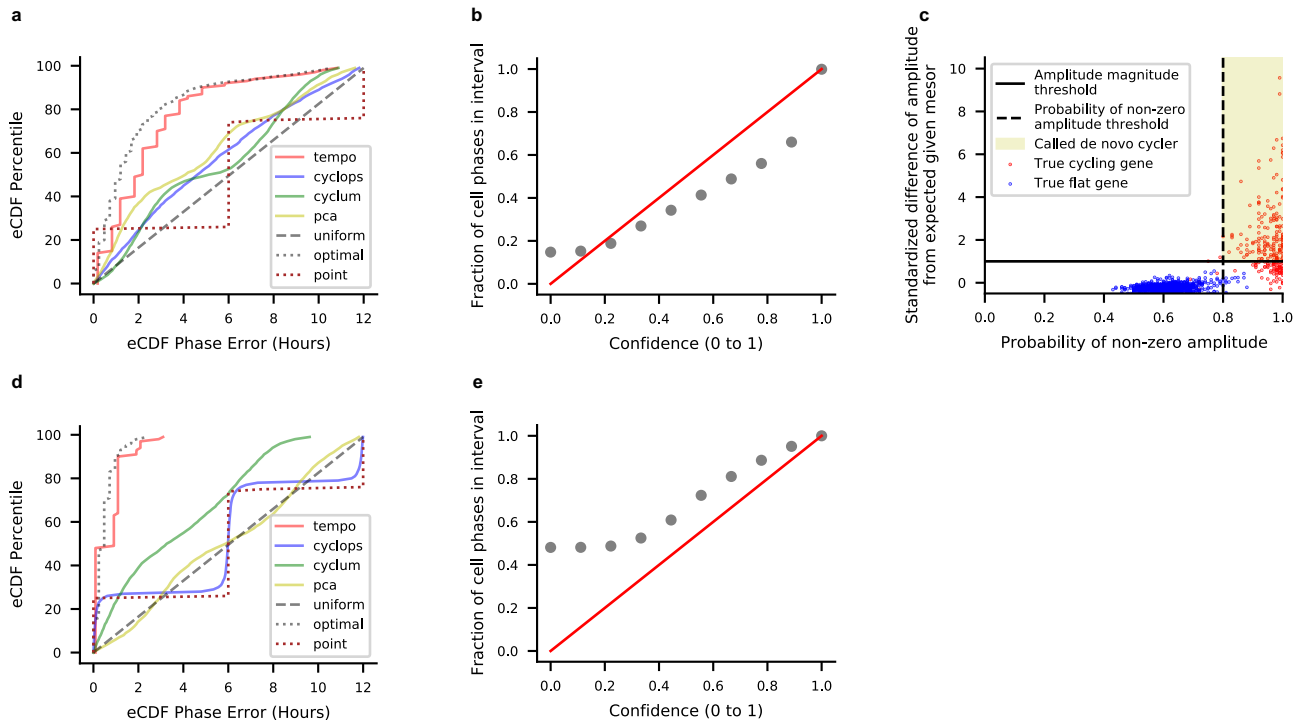 a
eCDF Percentile
100
80
60
40
20
0
0
2
4
6
8
10
12
eCDF Phase Error (Hours)
tempo
cyclops
cyclum
pca
uniform
optimal
point
b
Fraction of cell phases in interval
1.0
0.8
0.6
0.4
0.2
0.0
0.0
0.2
0.4
0.6
0.8
1.0
Confidence (0 to 1)
c
Standardized difference of amplitude
from expected given mesor
10
8
6
4
2
0
Amplitude magnitude
threshold
Probability of non-zero
amplitude threshold
Called de novo cycler
True cycling gene
True flat gene
0.0
0.2
0.4
0.6
0.8
1.0
Probability of non-zero amplitude
d
eCDF Percentile
100
80
60
40
20
0
0
2
4
6
8
10
12
eCDF Phase Error (Hours)
tempo
cyclops
cyclum
pca
uniform
optimal
point
e
Fraction of cell phases in interval
1.0
0.8
0.6
0.4
0.2
0.0
0.0
0.2
0.4
0.6
0.8
1.0
Confidence (0 to 1)